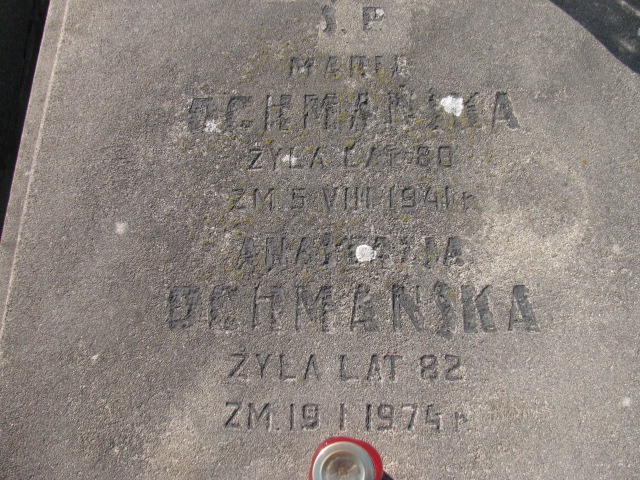 Ś. P.
MARIA
OCHMAŃSKA
ŻYŁA LAT 80
ZM. 5 VIII 1941 r.
ANASTAZJA
OCHMAŃSKA
ŻYŁA LAT 82
ZM. 19 I 1974 r.